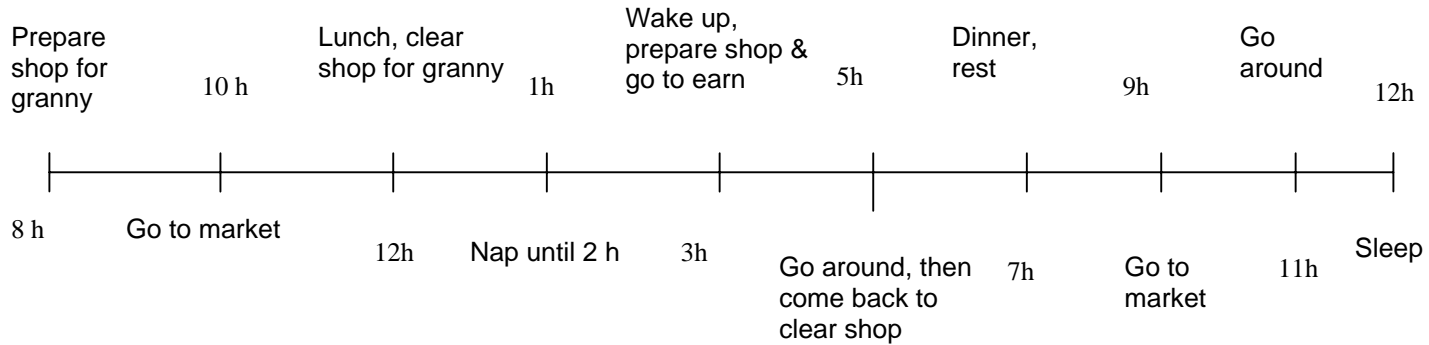 Prepare
shop for
granny
10 h
Lunch, clear
shop for granny
1h
Wake up,
prepare shop &
go to earn
5h
Dinner,
rest
9h
Go
around
12h
8 h
Go to market
12h
Nap until 2 h
3h
Go around, then
come back to
clear shop
7h
Go to
market
11h
Sleep